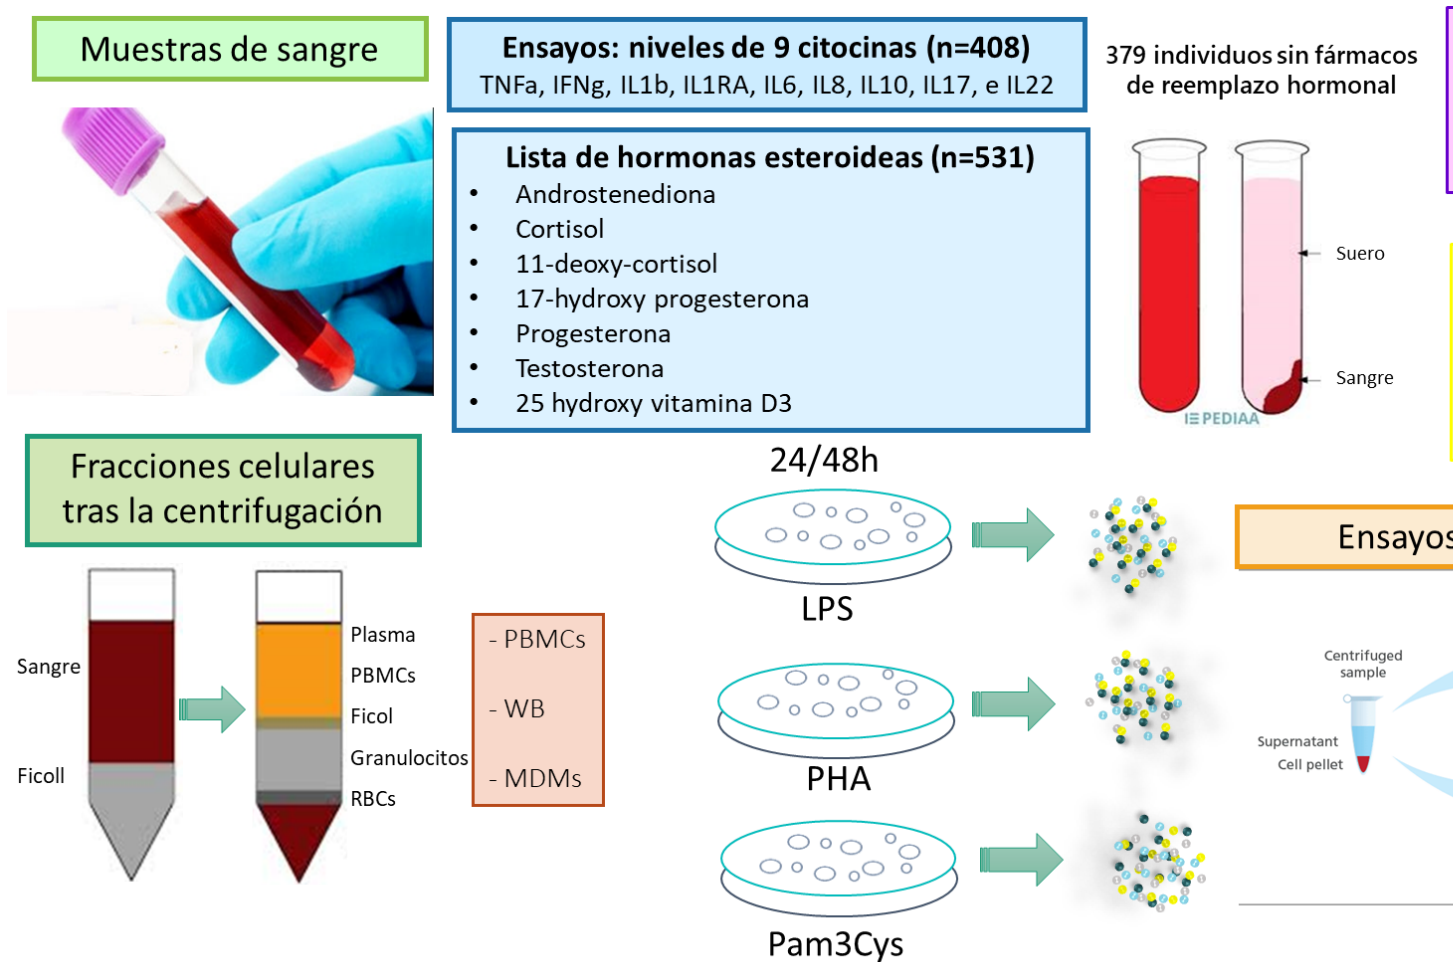 Muestras de sangre
Ensayos: niveles de 9 citocinas (n=408)
TNFa, IFNg, IL1b, IL1RA, IL6, IL8, IL10, IL17, e IL22
379 individuos sin fármacos
de reemplazo hormonal
Lista de hormonas esteroideas (n=531)
• Androstenediona
• Cortisol
• 11-deoxy-cortisol
• 17-hydroxy progesterona
• Progesterona
• Testosterona
• 25 hydroxy vitamina D3
Suero
Sangre
PEDIAA
Fracciones celulares
tras la centrifugación
Sangre
Ficoll
Plasma
PBMCs
Ficol
Granulocitos
RBCs
- PBMCs
- WB
- MDMs
24/48h
LPS
PHA
Pam3Cys
Ensayos
Centrifuged
sample
Supernatant
Cell pellet